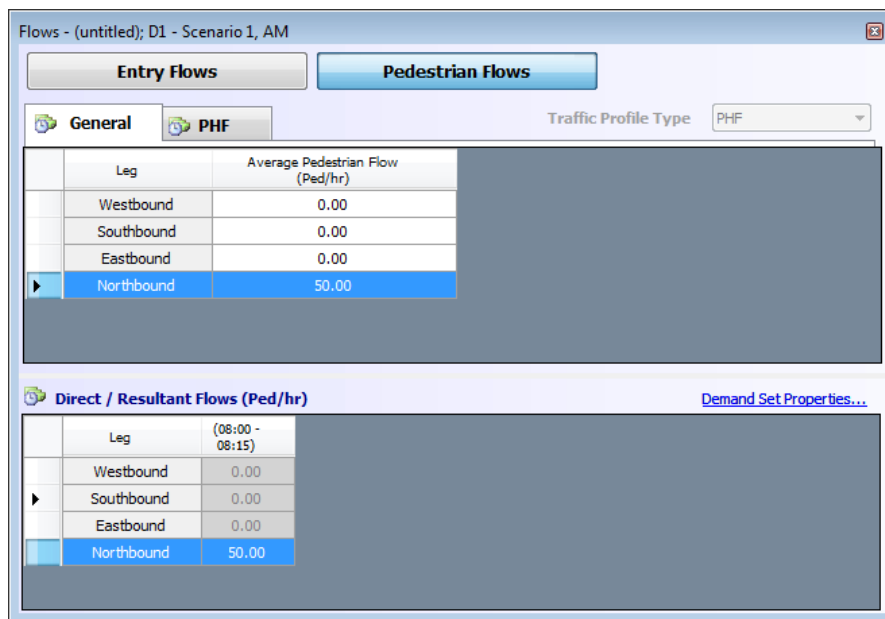 Flows - (untitled); D1 - Scenario 1, AM
Entry Flows Pedestrian Flows
General PHF Traffic Profile Type PHF
Leg Average Pedestrian Flow
(Ped/hr)
Westbound 0.00
Southbound 0.00
Eastbound 0.00
Northbound 50.00
Direct / Resultant Flows (Ped/hr) Demand Set Properties...
Leg (08:00 -
08:15)
Westbound 0.00
Southbound 0.00
Eastbound 0.00
Northbound 50.00